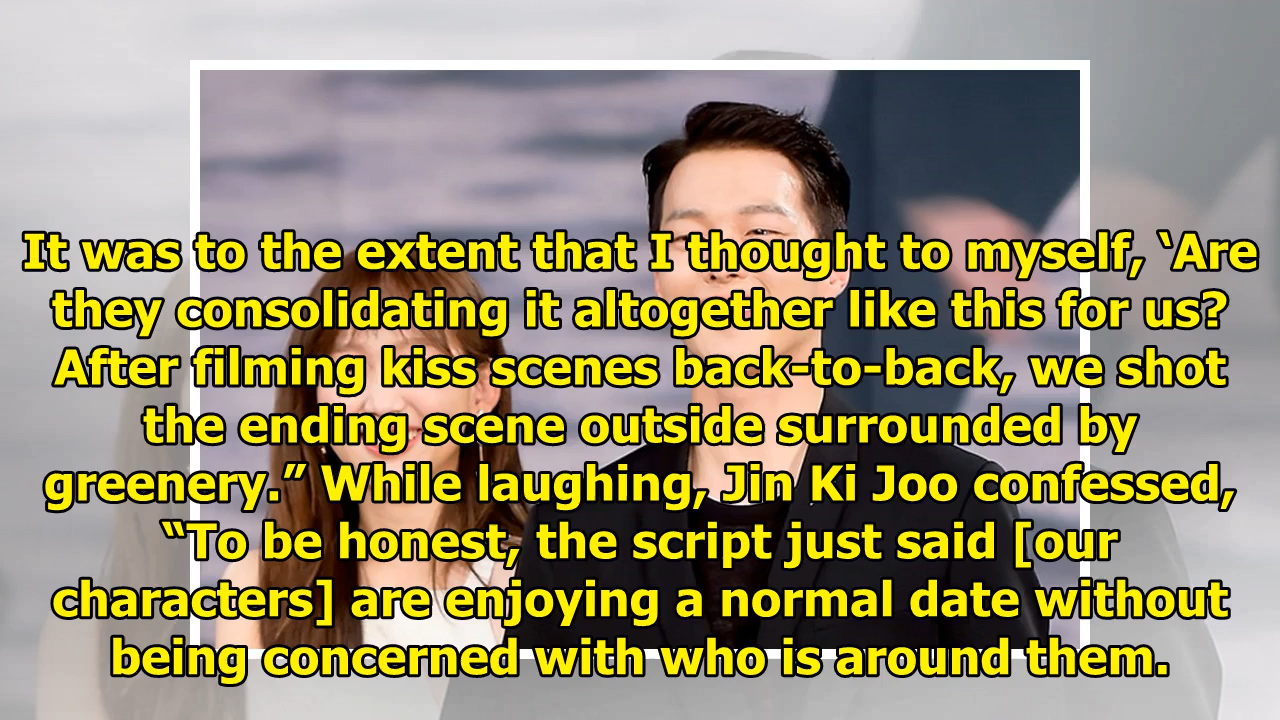 It was to the extent that I thought to myself, ‘Are
they consolidating it altogether like this for us?
After filming kiss scenes back-to-back, we shot
the ending scene outside surrounded by
greenery.” While laughing, Jin Ki Joo confessed,
“To be honest, the script just said [our
characters] are enjoying a normal date without
being concerned with who is around them.